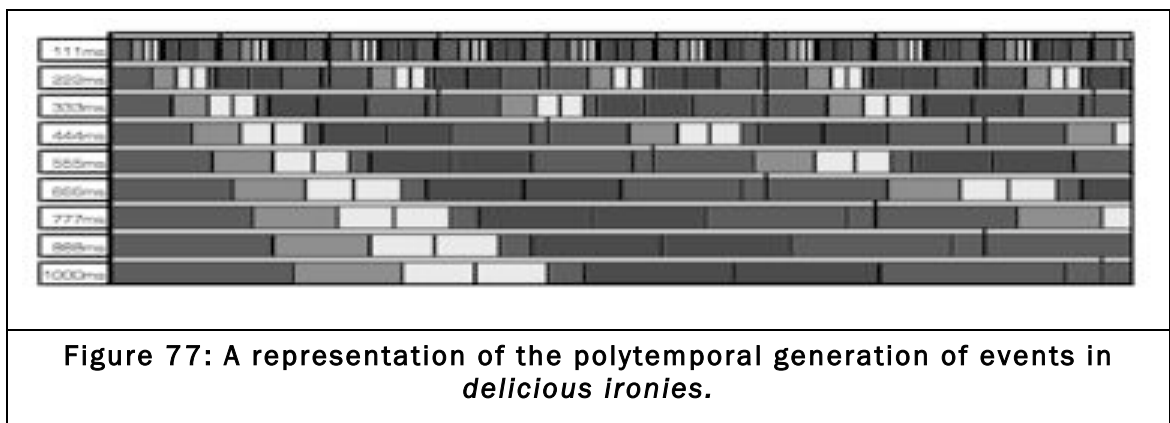 111ms
222ms
333ms
444ms
555ms
666ms
777ms
888ms
1000ms
Figure 77: A representation of the polytemporal generation of events in
delicious ironies.